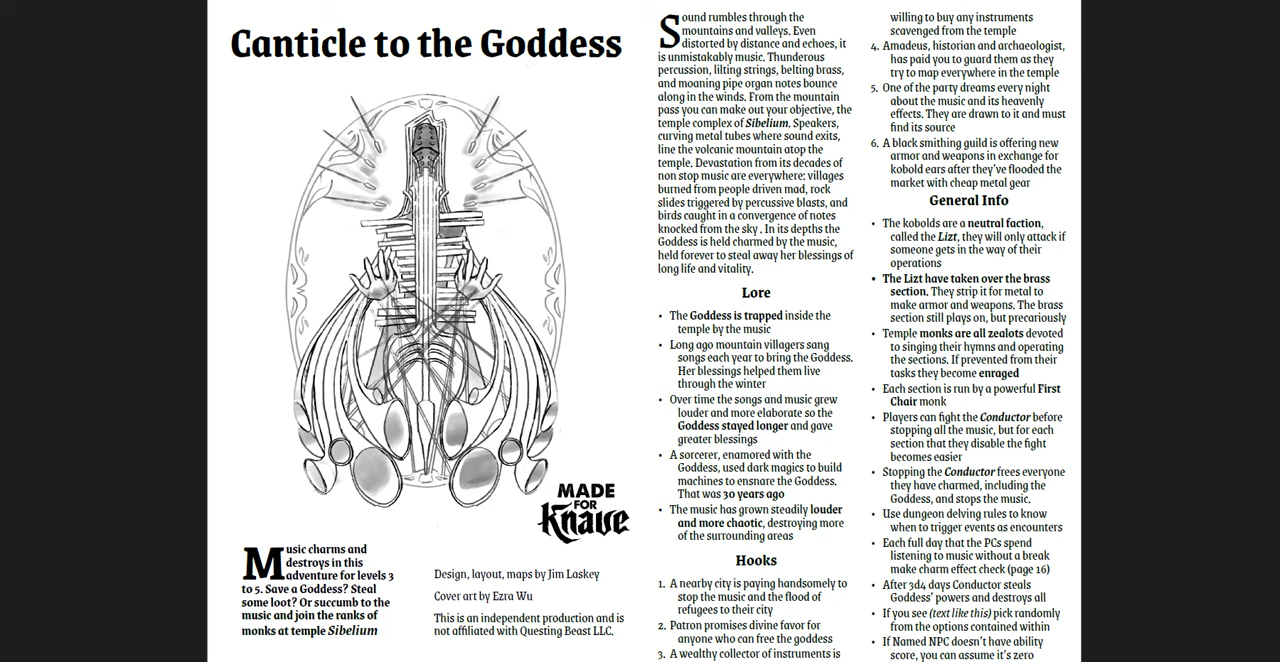 Canticle to the Goddess
MADE
FOR
Knave
Music charms and
destroys in this
adventure for levels 3
to 5. Save a Goddess? Steal
some loot? Or succumb to the
music and join the ranks of
monks at temple Sibelium
Design, layout, maps by Jim Laskey
Cover art by Ezra Wu
This is an independent production and is
not affiliated with Questing Beast LLC.
Sound rumbles through the
mountains and valleys. Even
distorted by distance and echoes, it
is unmistakably music. Thunderous
percussion, lilting strings, belting brass,
and moaning pipe organ notes bounce
along in the winds. From the mountain
pass you can make out your objective, the
temple complex of Sibelium. Speakers,
curving metal tubes where sound exits,
line the volcanic mountain atop the
temple. Devastation from its decades of
non stop music are everywhere: villages
burned from people driven mad, rock
slides triggered by percussive blasts, and
birds caught in a convergence of notes
knocked from the sky . In its depths the
Goddess is held charmed by the music,
held forever to steal away her blessings of
long life and vitality.
Lore
• The Goddess is trapped inside the
temple by the music
• Long ago mountain villagers sang
songs each year to bring the Goddess.
Her blessings helped them live
through the winter
• Over time the songs and music grew
louder and more elaborate so the
Goddess stayed longer and gave
greater blessings
• A sorcerer, enamored with the
Goddess, used dark magics to build
machines to ensnare the Goddess.
That was 30 years ago
• The music has grown steadily louder
and more chaotic, destroying more
of the surrounding areas
Hooks
1. A nearby city is paying handsomely to
stop the music and the flood of
refugees to their city
2. Patron promises divine favor for
anyone who can free the goddess
3. A wealthy collector of instruments is
willing to buy any instruments
scavenged from the temple
4. Amadeus, historian and archaeologist,
has paid you to guard them as they
try to map everywhere in the temple
5. One of the party dreams every night
about the music and its heavenly
effects. They are drawn to it and must
find its source
6. A black smithing guild is offering new
armor and weapons in exchange for
kobold ears after they've flooded the
market with cheap metal gear
General Info
• The kobolds are a neutral faction,
called the Lizt, they will only attack if
someone gets in the way of their
operations
• The Lizt have taken over the brass
section. They strip it for metal to
make armor and weapons. The brass
section still plays on, but precariously
• Temple monks are all zealots devoted
to singing their hymns and operating
the sections. If prevented from their
tasks they become enraged
• Each section is run by a powerful First
Chair monk
• Players can fight the Conductor before
stopping all the music, but for each
section that they disable the fight
becomes easier
• Stopping the Conductor frees everyone
they have charmed, including the
Goddess, and stops the music.
• Use dungeon delving rules to know
when to trigger events as encounters
• Each full day that the PCs spend
listening to music without a break
make charm effect check (page 16)
• After 3d4 days Conductor steals
Goddess' powers and destroys all
• If you see (text like this) pick randomly
from the options contained within
• If Named NPC doesn't have ability
score, you can assume it's zero